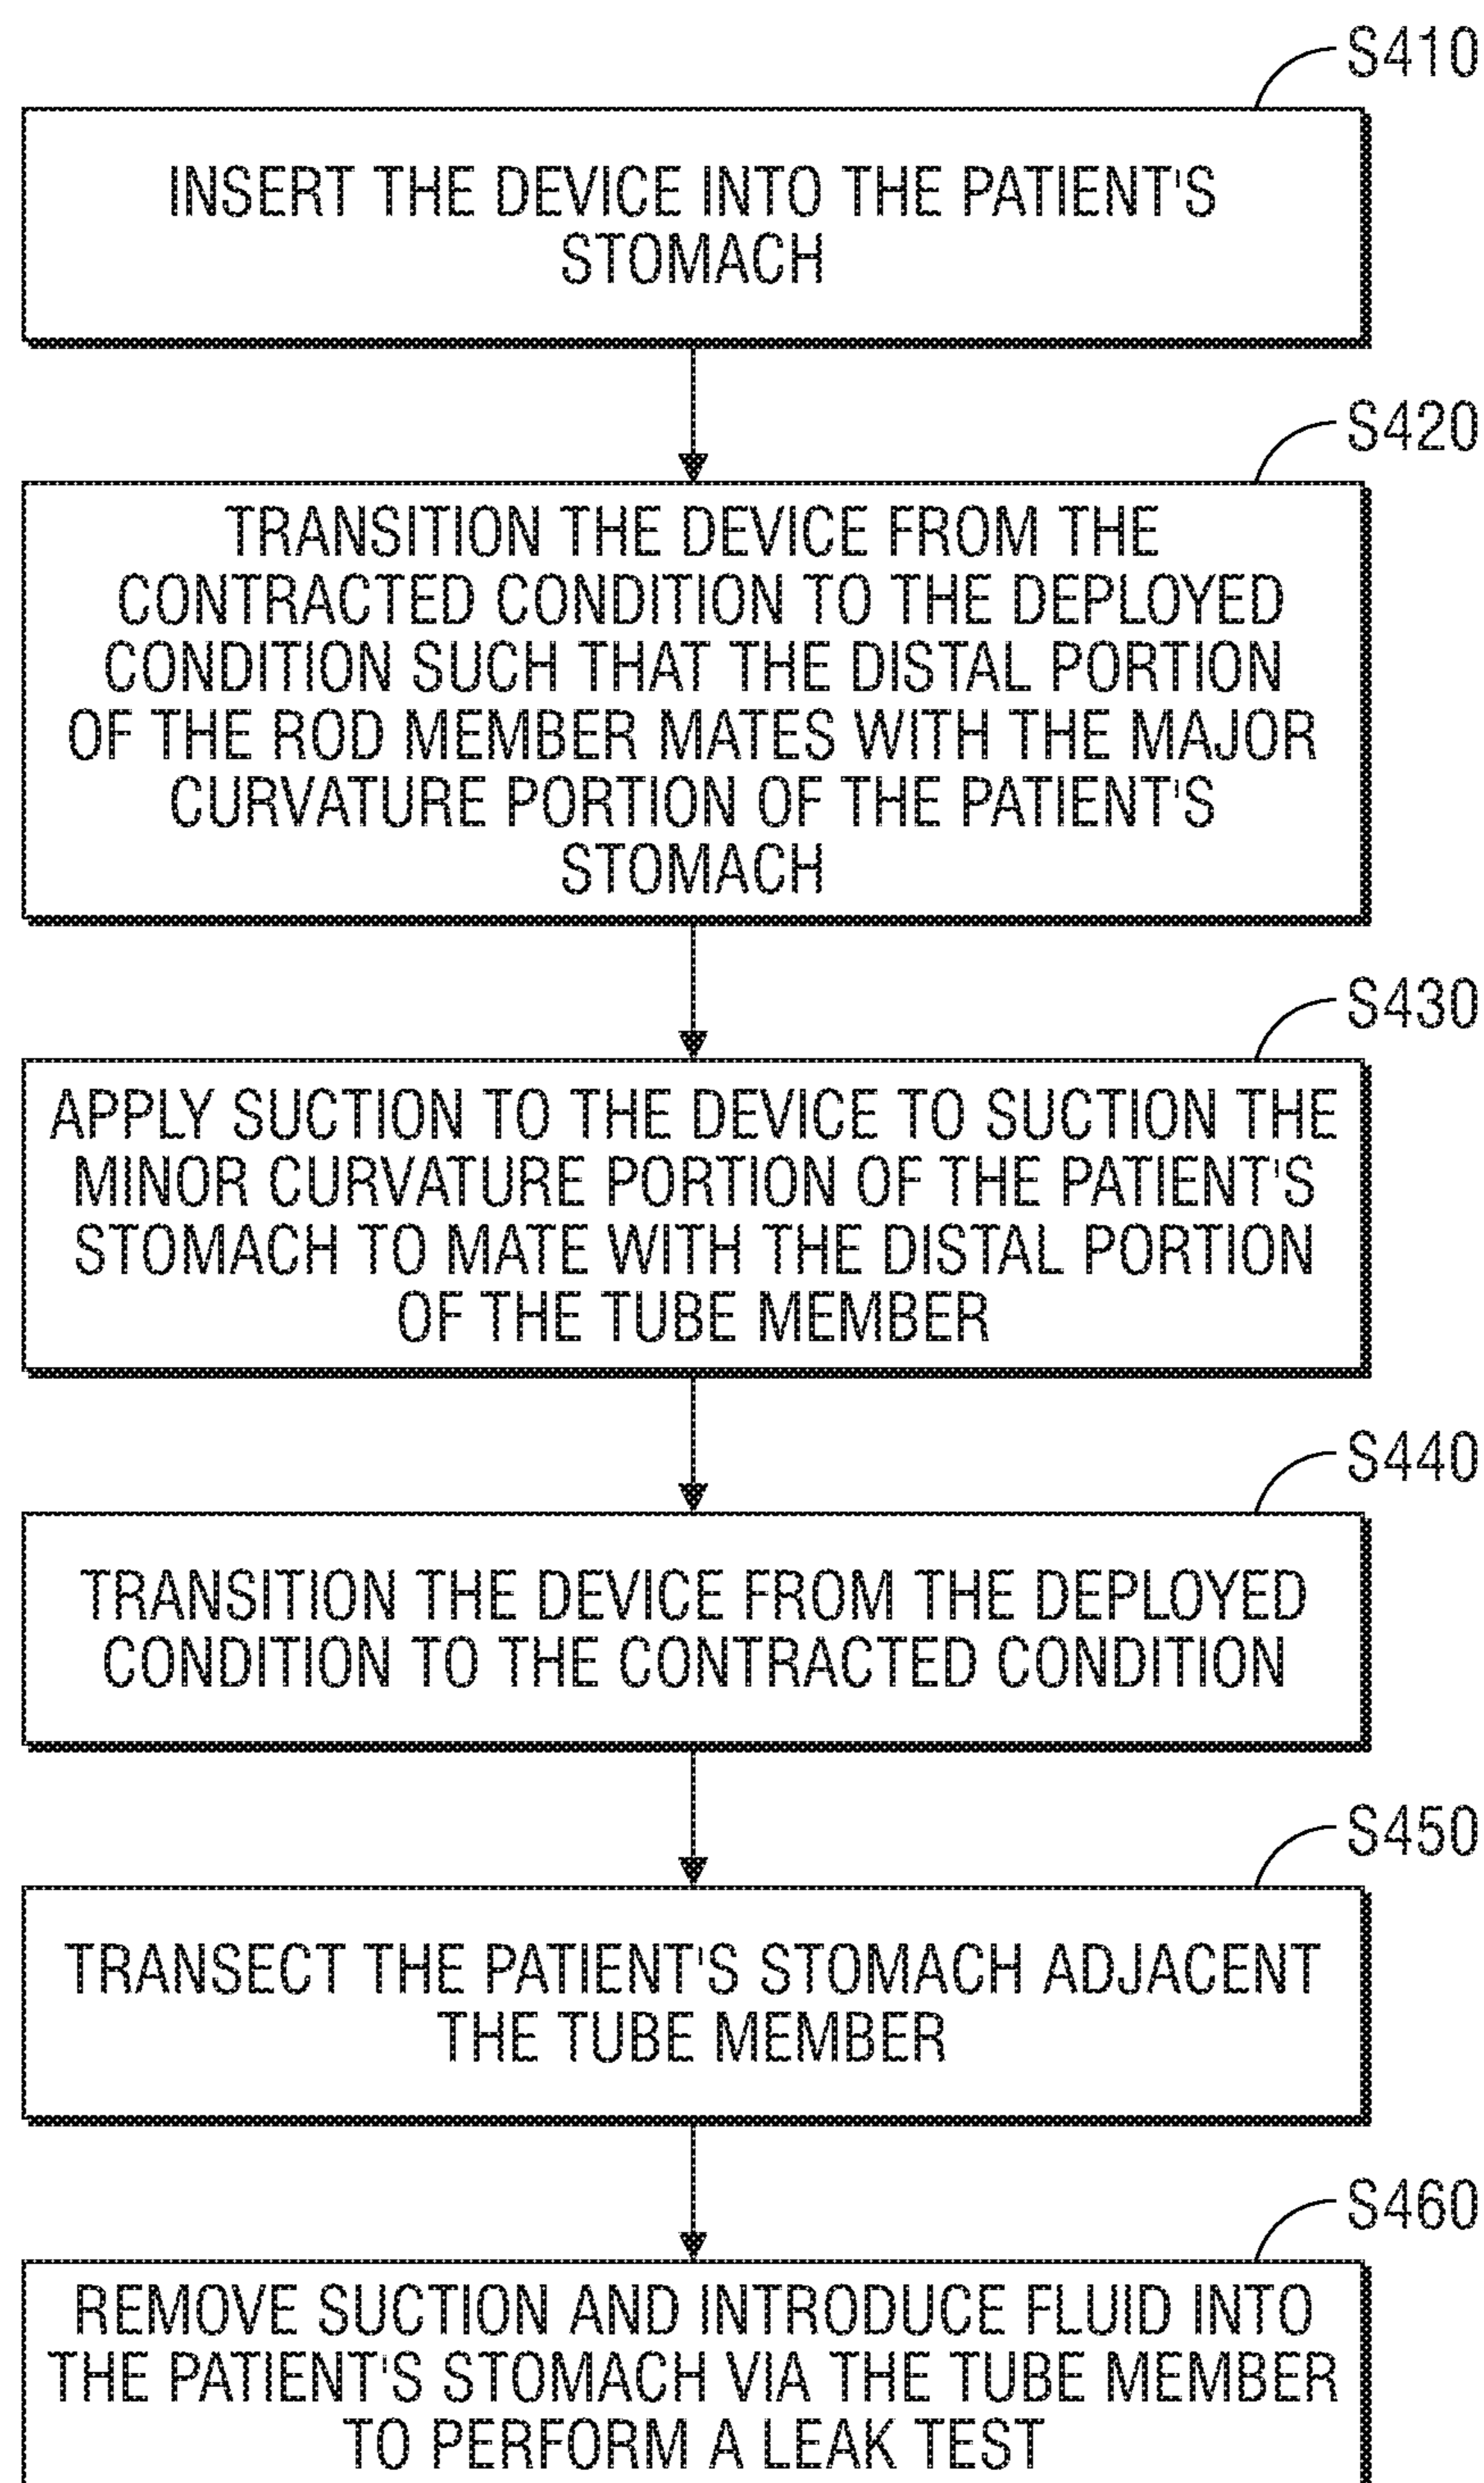 S410
INSERT THE DEVICE INTO THE PATIENT'S
STOMACH
S420
TRANSITION THE DEVICE FROM THE
CONTRACTED CONDITION TO THE DEPLOYED
CONDITION SUCH THAT THE DISTAL PORTION
OF THE ROD MEMBER MATES WITH THE MAJOR
CURVATURE PORTION OF THE PATIENT'S
STOMACH
S430
APPLY SUCTION TO THE DEVICE TO SUCTION THE
MINOR CURVATURE PORTION OF THE PATIENT'S
STOMACH TO MATE WITH THE DISTAL PORTION
OF THE TUBE MEMBER
S440
TRANSITION THE DEVICE FROM THE DEPLOYED
CONDITION TO THE CONTRACTED CONDITION
S450
TRANSECT THE PATIENT'S STOMACH ADJACENT
THE TUBE MEMBER
S460
REMOVE SUCTION AND INTRODUCE FLUID INTO
THE PATIENT'S STOMACH VIA THE TUBE MEMBER
TO PERFORM A LEAK TEST